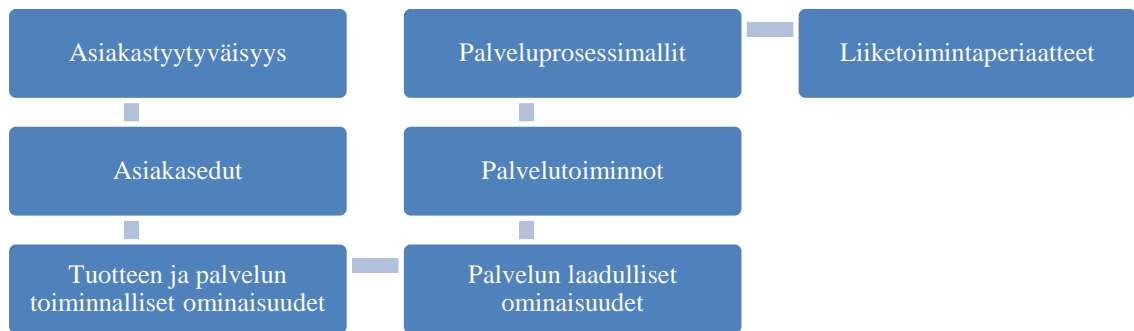 Asiakastyytyväisyys
Asiakasedut
Tuotteen ja palvelun
toiminnalliset ominaisuudet
Palvelun laadulliset
ominaisuudet
Palvelutoiminnot
Palveluprosessimallit
Liiketoimintaperiaatteet